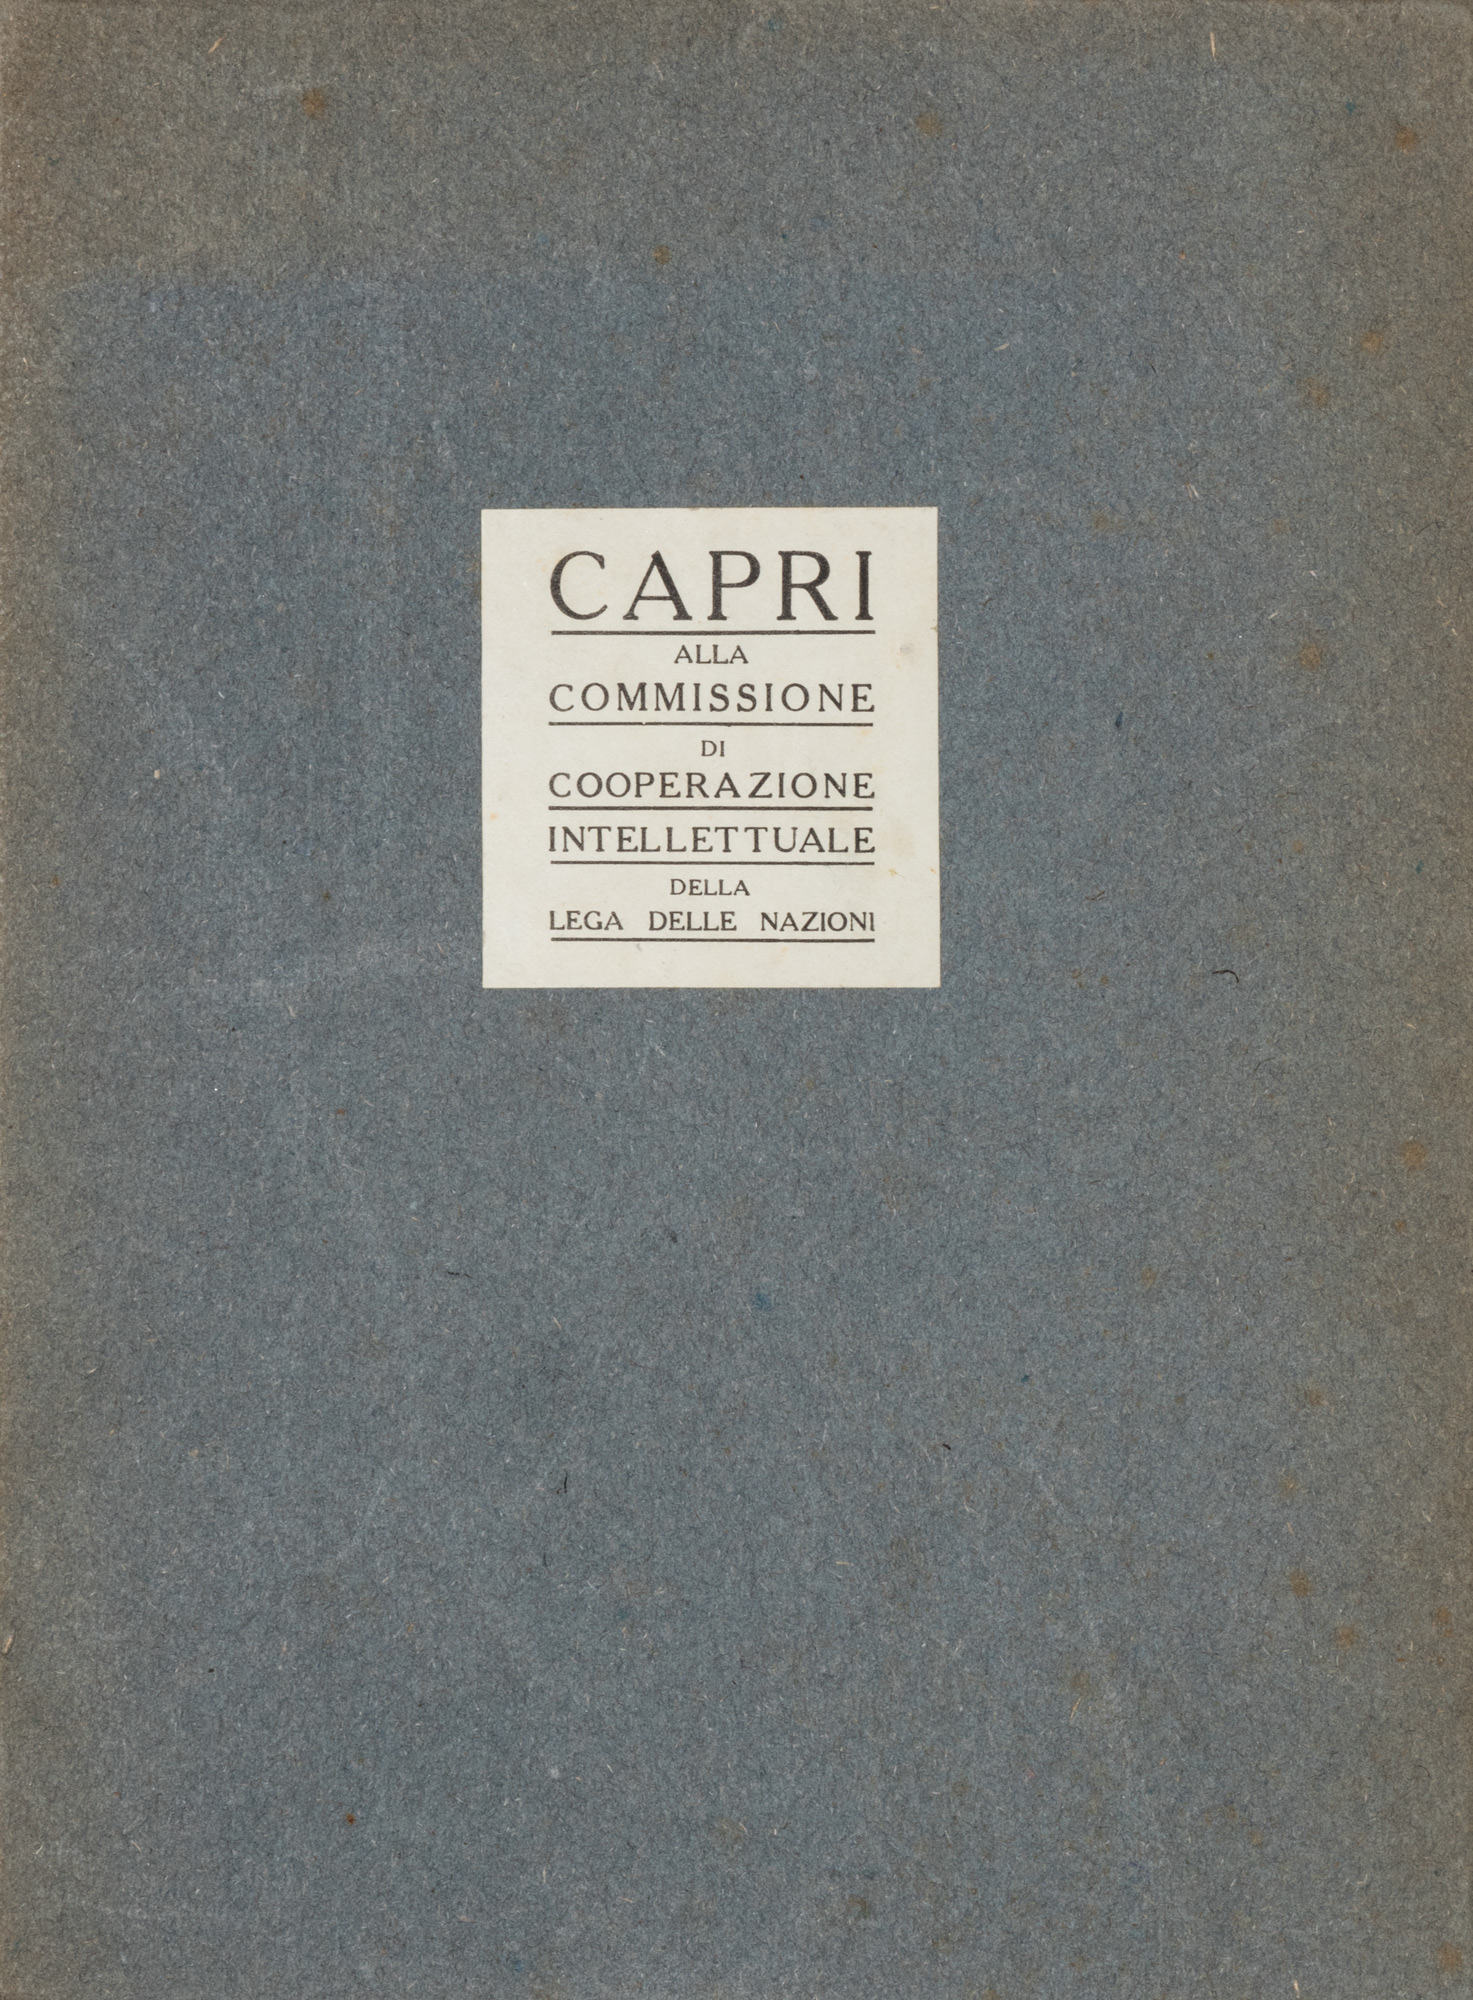 CAPRI
ALLA
COMMISSIONE
DI
COOPERAZIONE
INTELLETTUALE
DELLA
LEGA DELLE NAZIONI